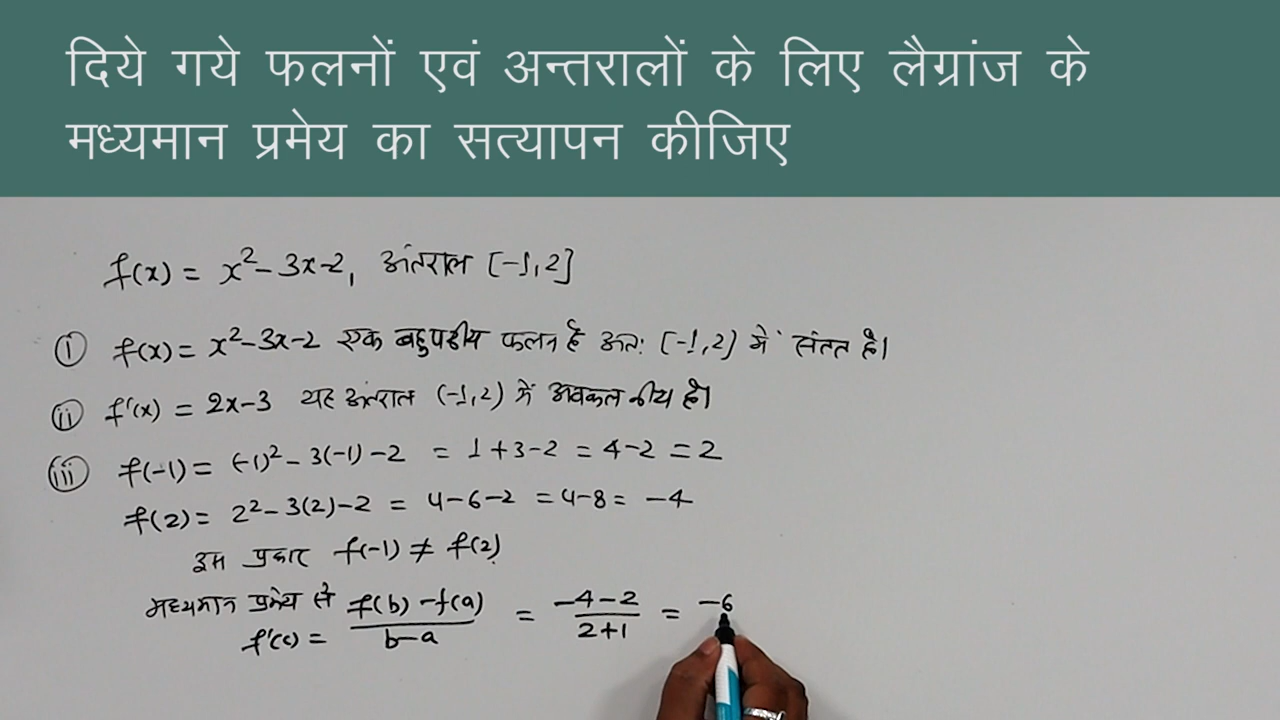 दिये गये फलनों एवं अन्तरालों के लिए लैग्रांज के
मध्यमान प्रमेय का सत्यापन कीजिए
f(x) = x² - 3x - 2, अंतराल [-1, 2]
(i) f(x) = x² - 3x - 2 एक बहुपदीय फलन है अतः [-1, 2] में संतत है।
(ii) f'(x) = 2x - 3 यह अंतराल (-1, 2) में अवकलनीय है।
(iii) f(-1) = (-1)² - 3(-1) - 2 = 1 + 3 - 2 = 4 - 2 = 2
f(2) = 2² - 3(2) - 2 = 4 - 6 - 2 = 4 - 8 = -4
इस प्रकार f(-1) ≠ f(2)
मध्यमान प्रमेय से
f'(c) = \frac{f(b) - f(a)}{b - a} = \frac{-4 - 2}{2 + 1} = -6